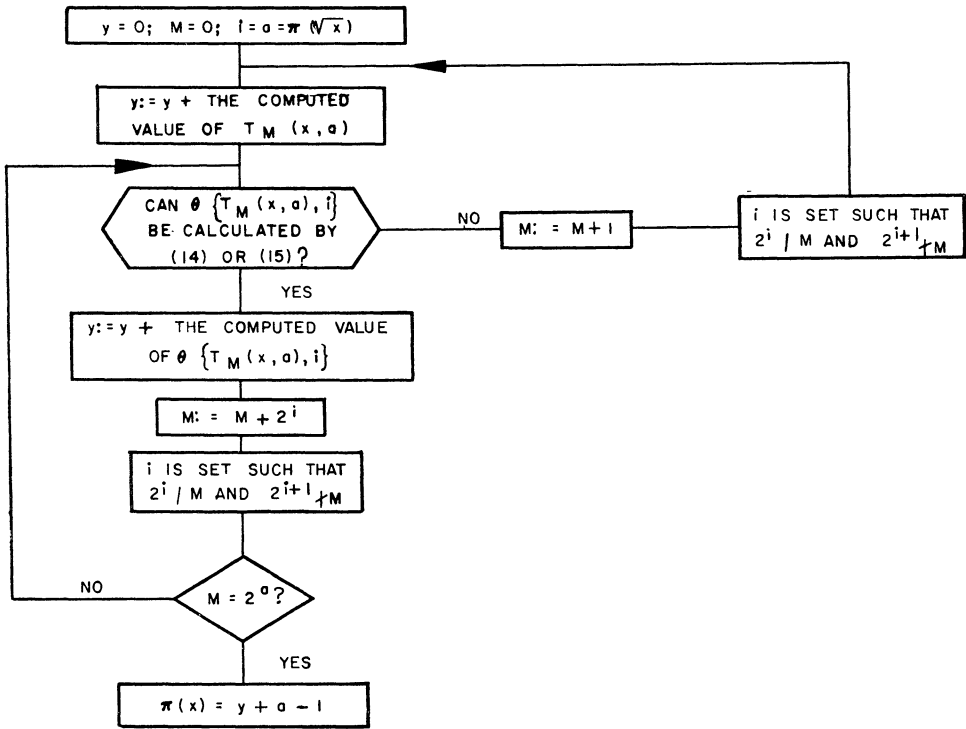 y = 0; M = 0; i = a = π (∜x)
y: = y + THE COMPUTED
VALUE OF T_M (x, a)
CAN θ {T_M (x, a), i}
BE CALCULATED BY
(14) OR (15)?
NO
M: = M + 1
i IS SET SUCH THAT
2^i / M AND 2^{i+1} ∤ M
YES
y: = y + THE COMPUTED VALUE
OF θ {T_M (x, a), i}
M: = M + 2^i
i IS SET SUCH THAT
2^i / M AND 2^{i+1} ∤ M
NO
M = 2^a ?
YES
π(x) = y + a − 1